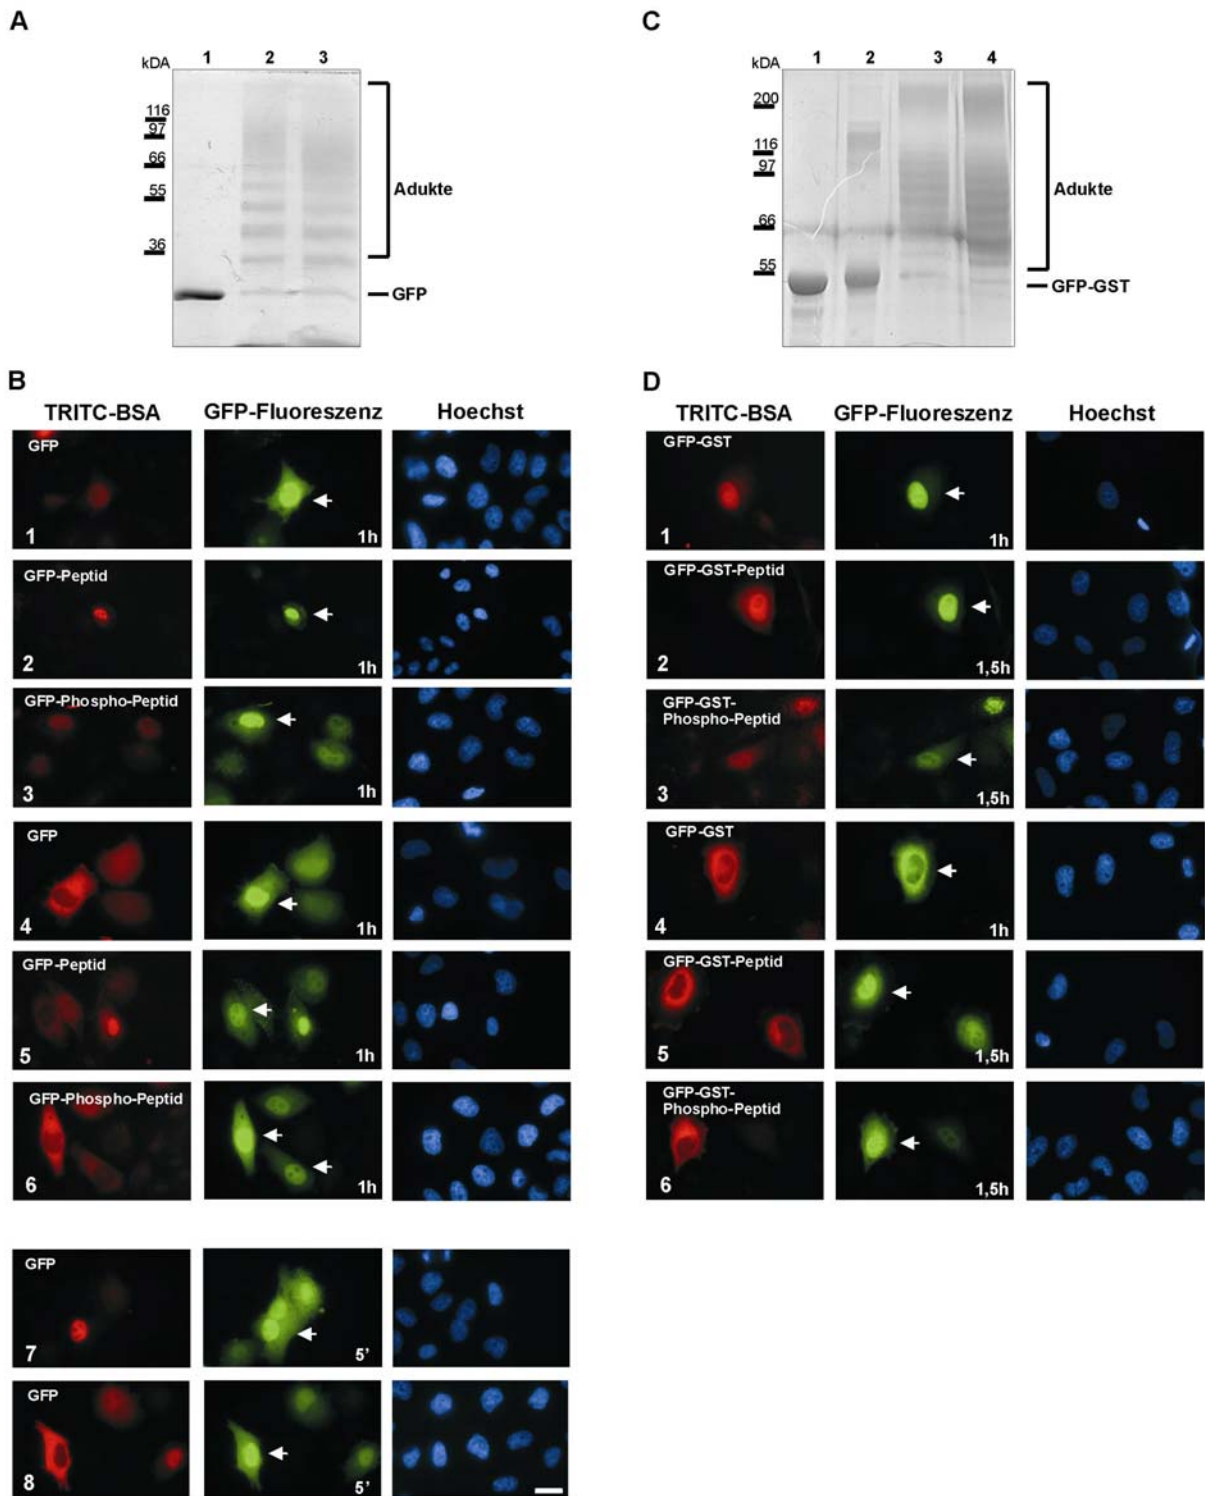 A
kDA 1 2 3
116
97
66
55
36
Adukte
GFP
C
kDA 1 2 3 4
200
116
97
66
55
Adukte
GFP-GST
B
TRITC-BSA GFP-Fluoreszenz Hoechst
GFP
1 1h
GFP-Peptid
2 1h
GFP-Phospho-Peptid
3 1h
GFP
4 1h
GFP-Peptid
5 1h
GFP-Phospho-Peptid
6 1h
GFP
7 5'
GFP
8 5'
D
TRITC-BSA GFP-Fluoreszenz Hoechst
GFP-GST
1 1h
GFP-GST-Peptid
2 1,5h
GFP-GST-
Phospho-Peptid
3 1,5h
GFP-GST
4 1h
GFP-GST-Peptid
5 1,5h
GFP-GST-
Phospho-Peptid
6 1,5h